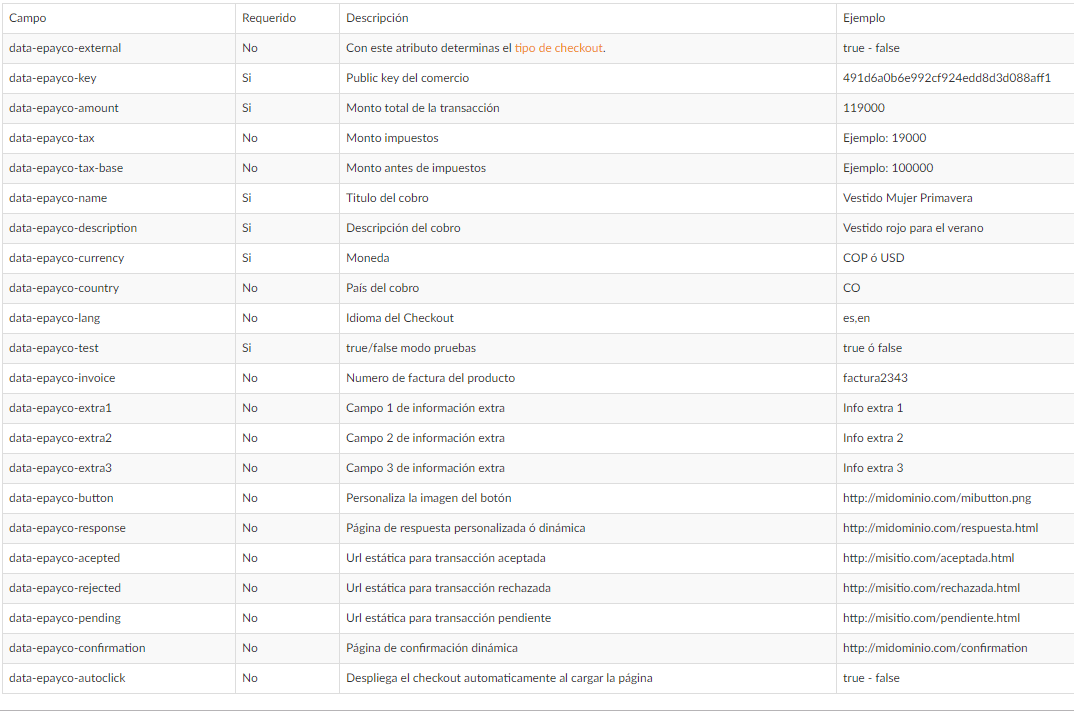 Campo Requerido Descripción Ejemplo
data-epayco-external No Con este atributo determinas el tipo de checkout. true - false
data-epayco-key Si Public key del comercio 491d6a0b6e992cf924edd8d3d088aff1
data-epayco-amount Si Monto total de la transacción 119000
data-epayco-tax No Monto impuestos Ejemplo: 19000
data-epayco-tax-base No Monto antes de impuestos Ejemplo: 100000
data-epayco-name Si Titulo del cobro Vestido Mujer Primavera
data-epayco-description Si Descripción del cobro Vestido rojo para el verano
data-epayco-currency Si Moneda COP ó USD
data-epayco-country No País del cobro CO
data-epayco-lang No Idioma del Checkout es,en
data-epayco-test Si true/false modo pruebas true ó false
data-epayco-invoice No Numero de factura del producto factura2343
data-epayco-extra1 No Campo 1 de información extra Info extra 1
data-epayco-extra2 No Campo 2 de información extra Info extra 2
data-epayco-extra3 No Campo 3 de información extra Info extra 3
data-epayco-button No Personaliza la imagen del botón http://midominio.com/mibutton.png
data-epayco-response No Página de respuesta personalizada ó dinámica http://midominio.com/respuesta.html
data-epayco-acepted No Url estática para transacción aceptada http://misitio.com/aceptada.html
data-epayco-rejected No Url estática para transacción rechazada http://misitio.com/rechazada.html
data-epayco-pending No Url estática para transacción pendiente http://misitio.com/pendiente.html
data-epayco-confirmation No Página de confirmación dinámica http://midominio.com/confirmation
data-epayco-autoclick No Despliega el checkout automaticamente al cargar la página true - false